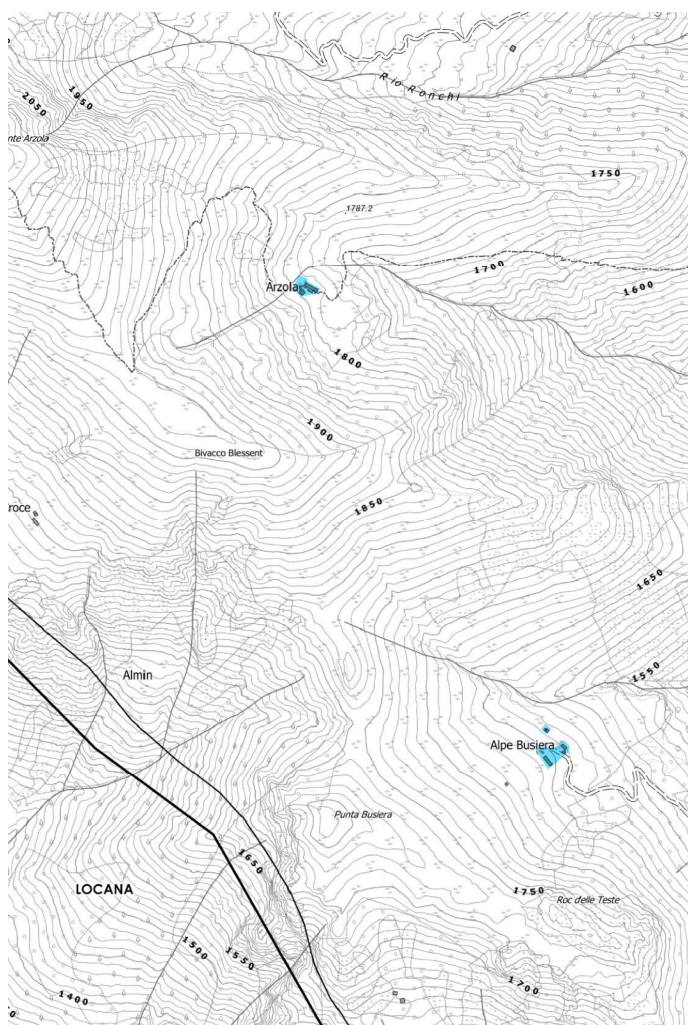 2050
1950
Rio Ronchi
nte Arzola
1750
1787.2
1700
Arzola
1600
1800
1900
Bivacco Blessent
1850
roce
1650
1550
Almin
Alpe Busiera
Punta Busiera
1650
LOCANA
1750
Roc delle Teste
1500
1550
1700
1400